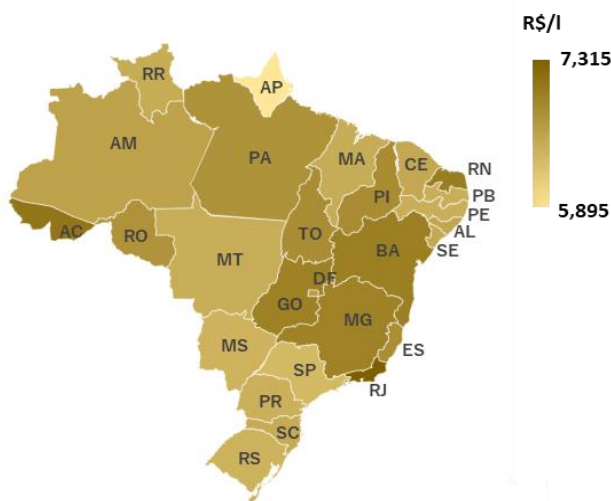 R$/l
7,315
5,895
RR
AP
AM
PA
MA
CE
RN
PB
PE
AL
SE
PI
AC
RO
TO
BA
MT
DF
GO
MG
MS
ES
SP
RJ
PR
SC
RS